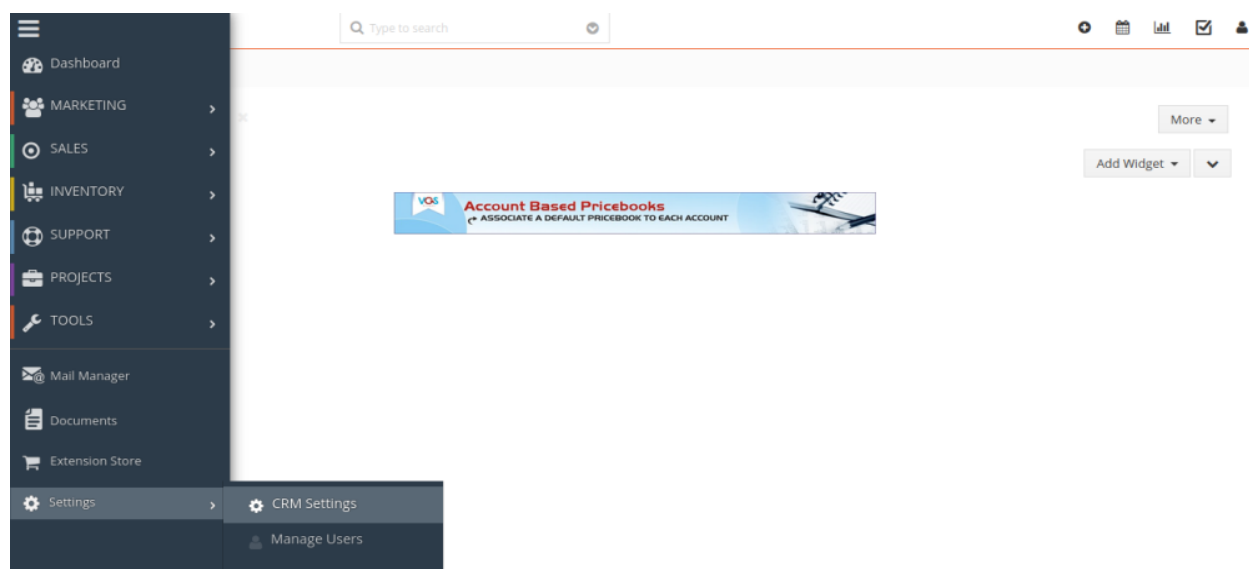 Type to search
Dashboard
MARKETING
More
SALES
Add Widget
INVENTORY
VGS
Account Based Pricebooks
ASSOCIATE A DEFAULT PRICEBOOK TO EACH ACCOUNT
SUPPORT
PROJECTS
TOOLS
Mail Manager
Documents
Extension Store
Settings
CRM Settings
Manage Users